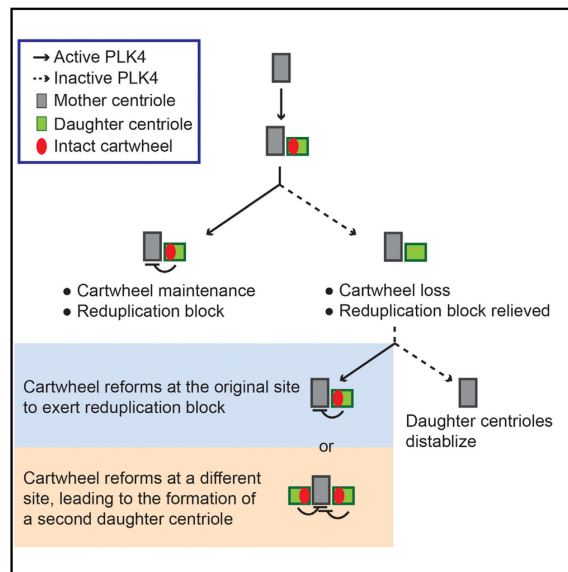 Active PLK4
Inactive PLK4
Mother centriole
Daughter centriole
Intact cartwheel
● Cartwheel maintenance
● Reduplication block
● Cartwheel loss
● Reduplication block relieved
Cartwheel reforms at the original site
to exert reduplication block
Daughter centrioles
distablize
or
Cartwheel reforms at a different
site, leading to the formation of
a second daughter centriole